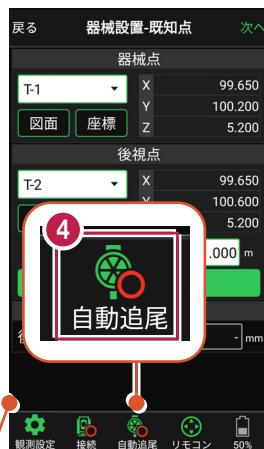 戻る 器械設置-既知点 次へ
器械点
T-1 X 99.650
Y 100.200
図面 座標 Z 5.200
後視点
T-2 X 99.650
Y 100.600
5.200
4
.000 m
自動追尾
- mm
観測設定 接続 自動追尾 リモコン 50%